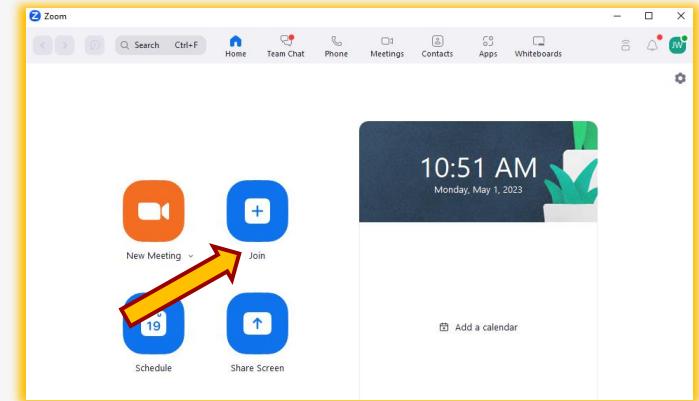 Zoom
Search Ctrl+F
Home
Team Chat
Phone
Meetings
Contacts
Apps
Whiteboards
JW
10:51 AM
Monday, May 1, 2023
New Meeting
Join
19
Add a calendar
Schedule
Share Screen